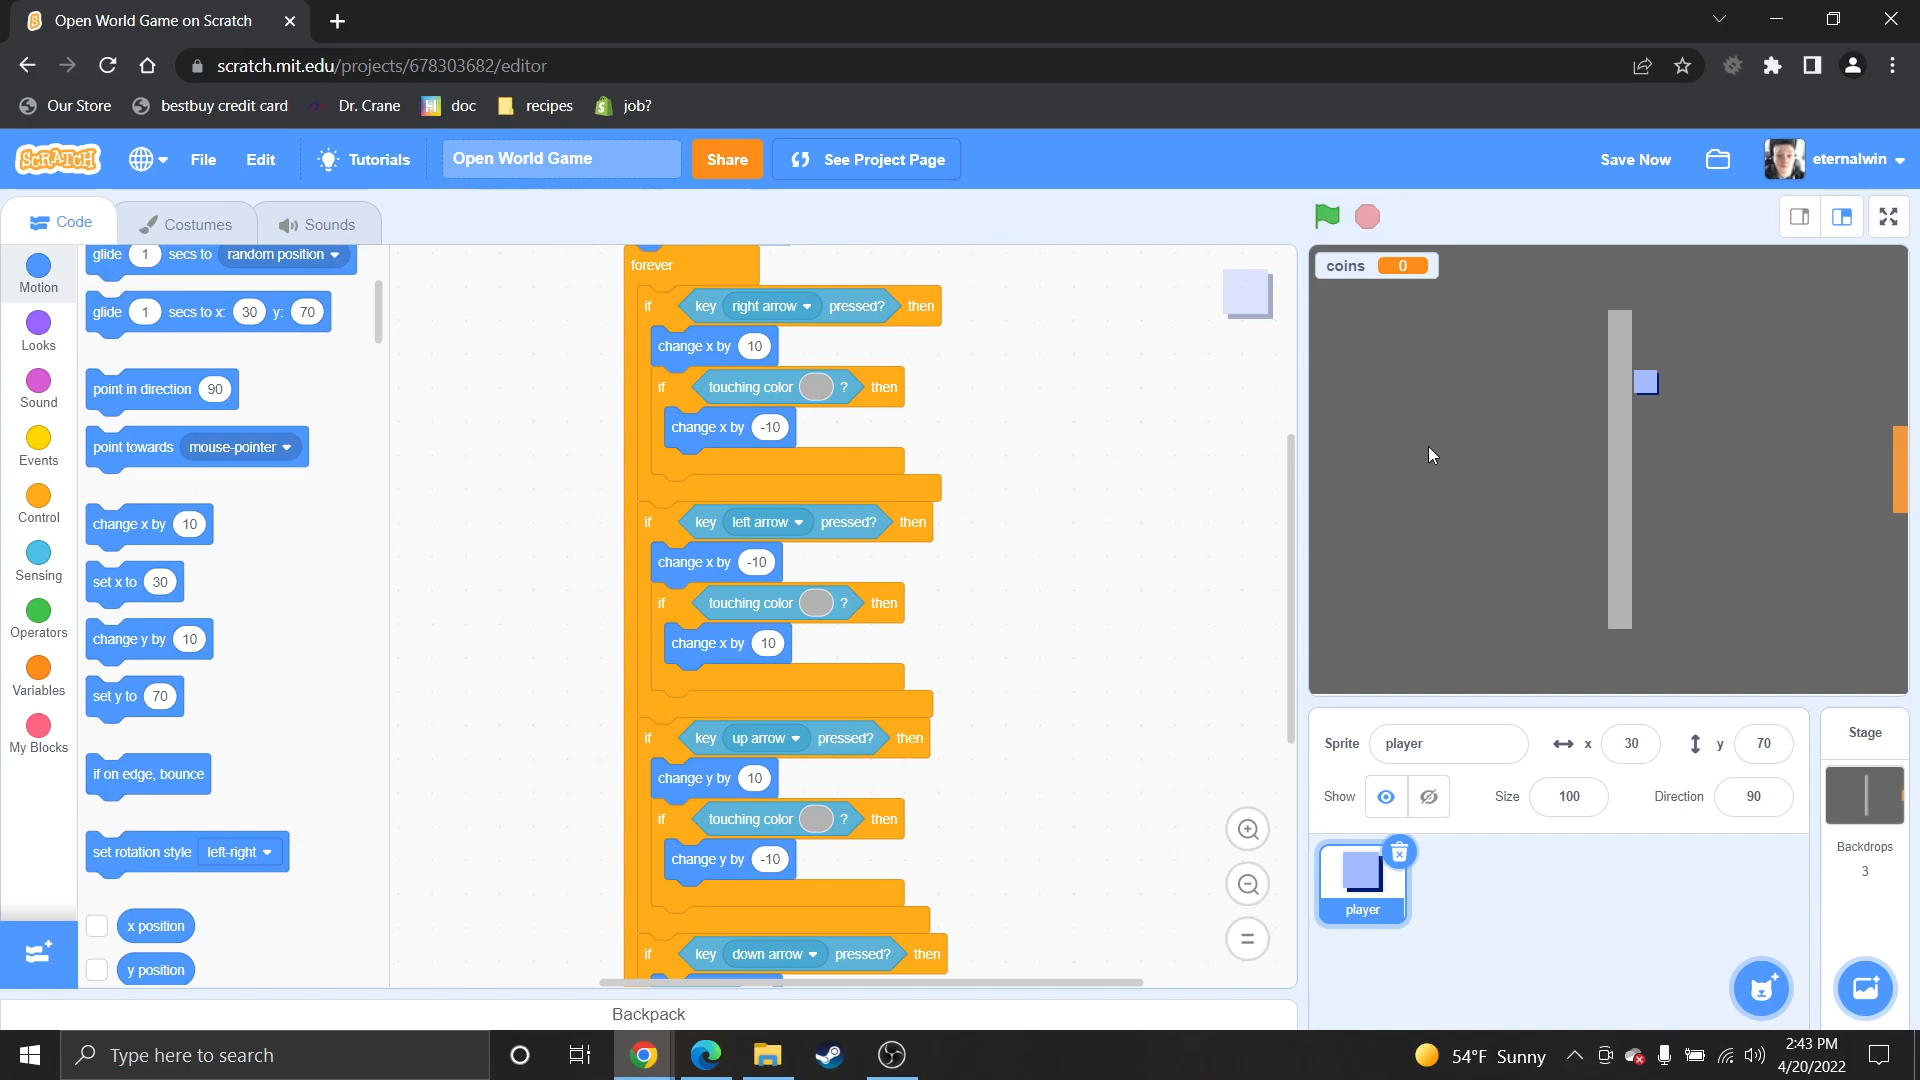 Open World Game on Scratch
scratch.mit.edu/projects/678303682/editor
Our Store bestbuy credit card Dr. Crane doc recipes job?
SCRATCH File Edit Tutorials Open World Game Share See Project Page Save Now eternalwin
Code Costumes Sounds
Motion
Looks
Sound
Events
Control
Sensing
Operators
Variables
My Blocks
glide 1 secs to random position
glide 1 secs to x: 30 y: 70
point in direction 90
point towards mouse-pointer
change x by 10
set x to 30
change y by 10
set y to 70
if on edge, bounce
set rotation style left-right
x position
y position
forever
if key right arrow pressed? then
change x by 10
if touching color ? then
change x by -10
if key left arrow pressed? then
change x by -10
if touching color ? then
change x by 10
if key up arrow pressed? then
change y by 10
if touching color ? then
change y by -10
if key down arrow pressed? then
Backpack
coins 0
Sprite player x 30 y 70
Show Size 100 Direction 90
player
Stage
Backdrops
3
Type here to search
54°F Sunny
2:43 PM
4/20/2022